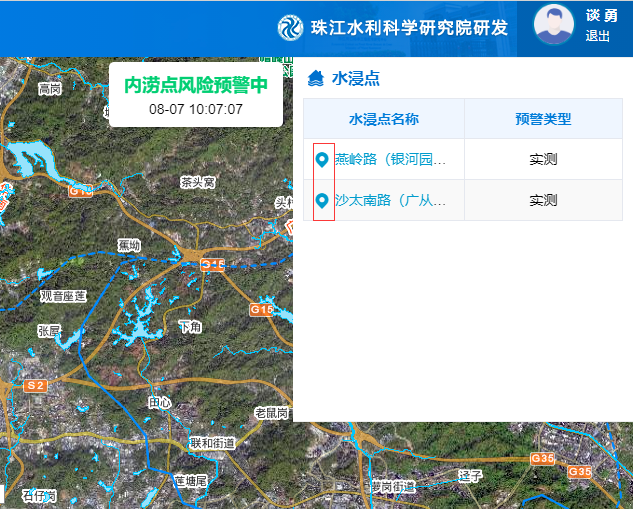 珠江水利科学研究院研发
谈 勇
退出
内涝点风险预警中
08-07 10:07:07
水浸点
水浸点名称 预警类型
燕岭路（银河园... 实测
沙太南路（广从... 实测
高岗
茶头窝
蕉坳
G15
观音座莲
G15
张屋
下角
S2
田心
老鼠岗
联和街道
莲塘尾
石仔岗
萝岗街道
迳子
G35
G35